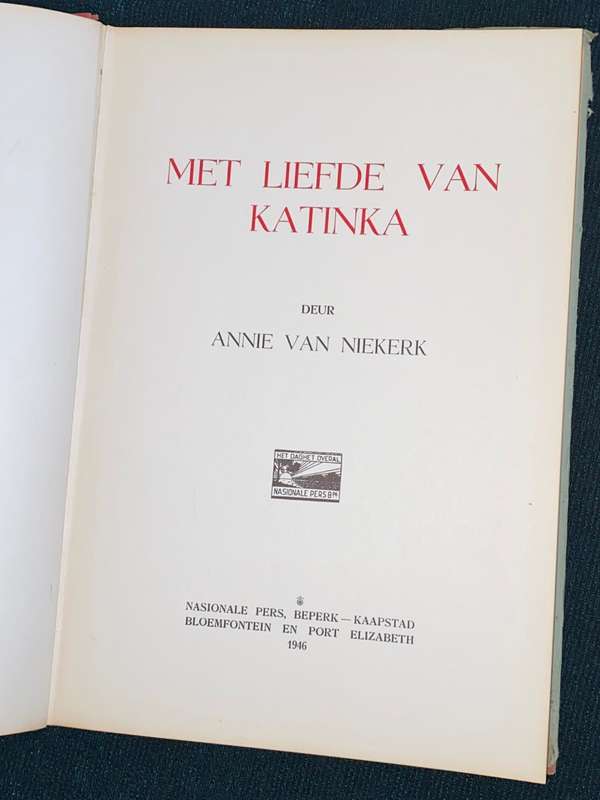 MET LIEFDE VAN
KATINKA
DEUR
ANNIE VAN NIEKERK
HET DAGHET OVERAL
NASIONALE PERS BPK
NASIONALE PERS, BEPERK — KAAPSTAD
BLOEMFONTEIN EN PORT ELIZABETH
1946